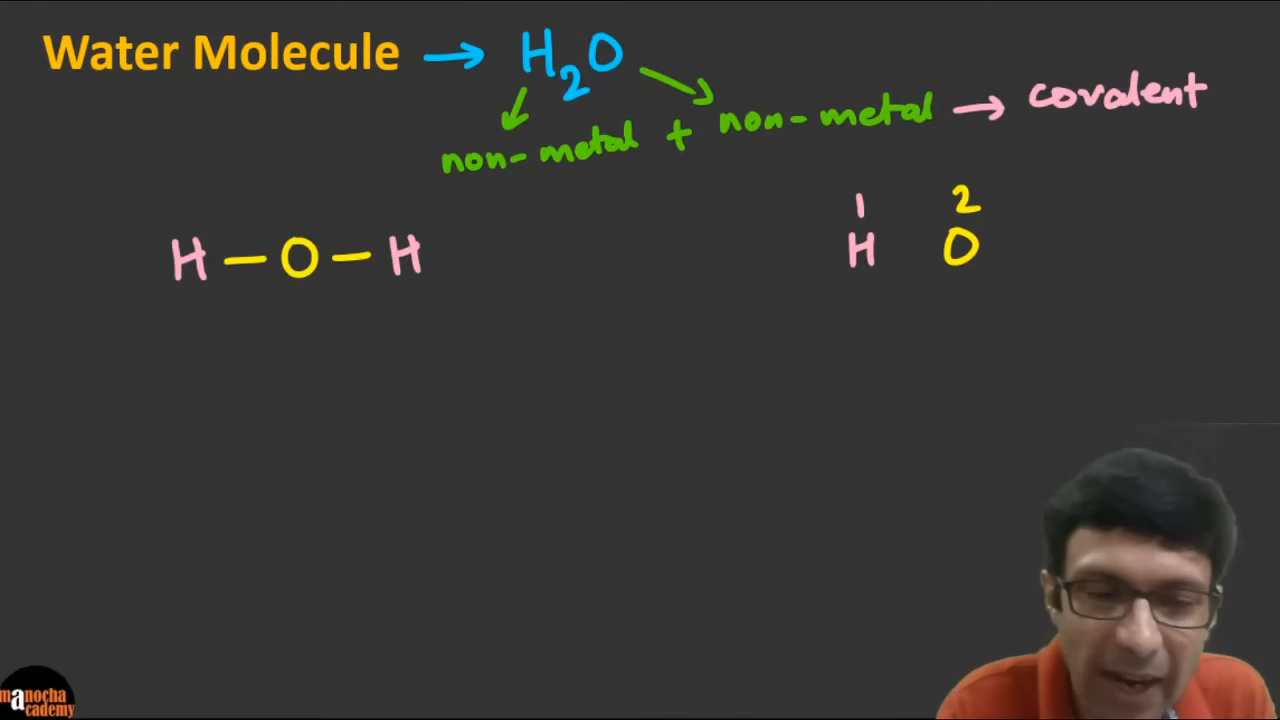 Water Molecule → H₂O
non-metal + non-metal → covalent
1 2
H — O — H H O
manocha
academy